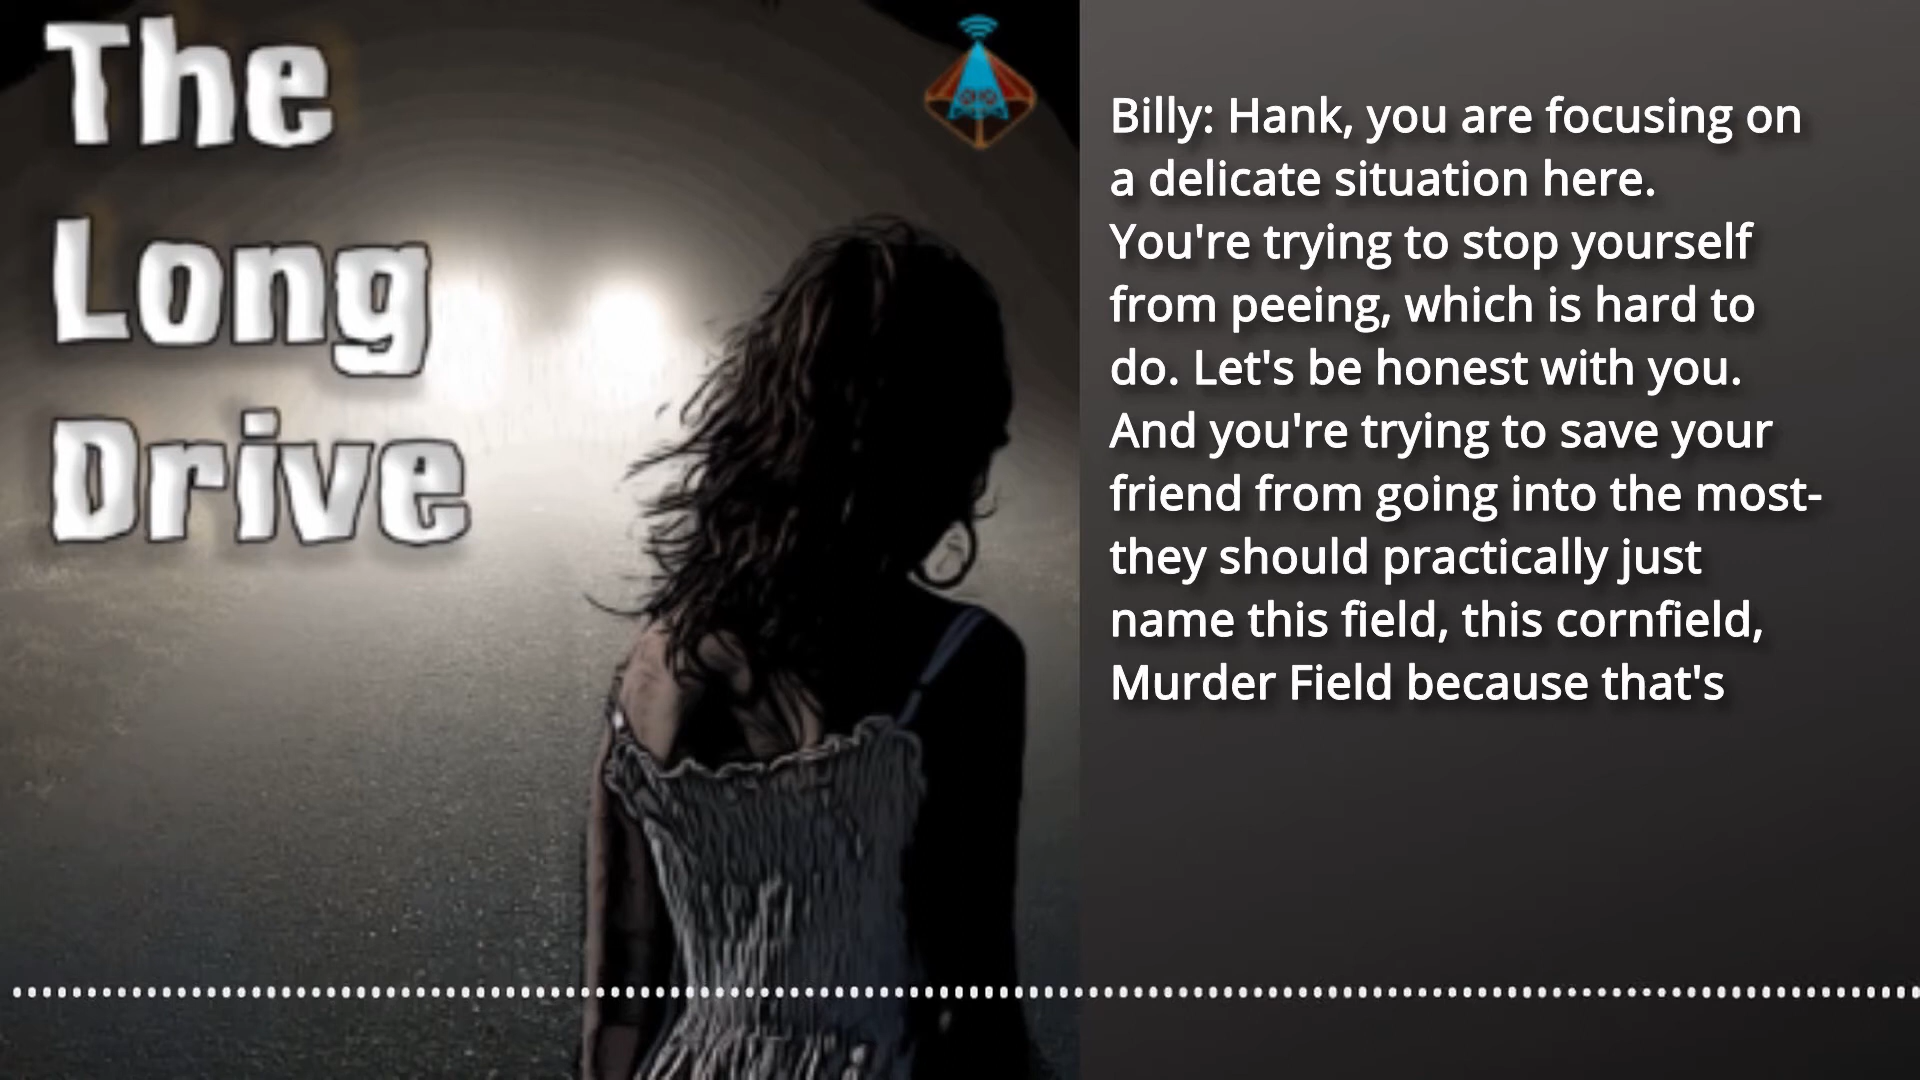 The
Long
Drive
Billy: Hank, you are focusing on
a delicate situation here.
You're trying to stop yourself
from peeing, which is hard to
do. Let's be honest with you.
And you're trying to save your
friend from going into the most-
they should practically just
name this field, this cornfield,
Murder Field because that's